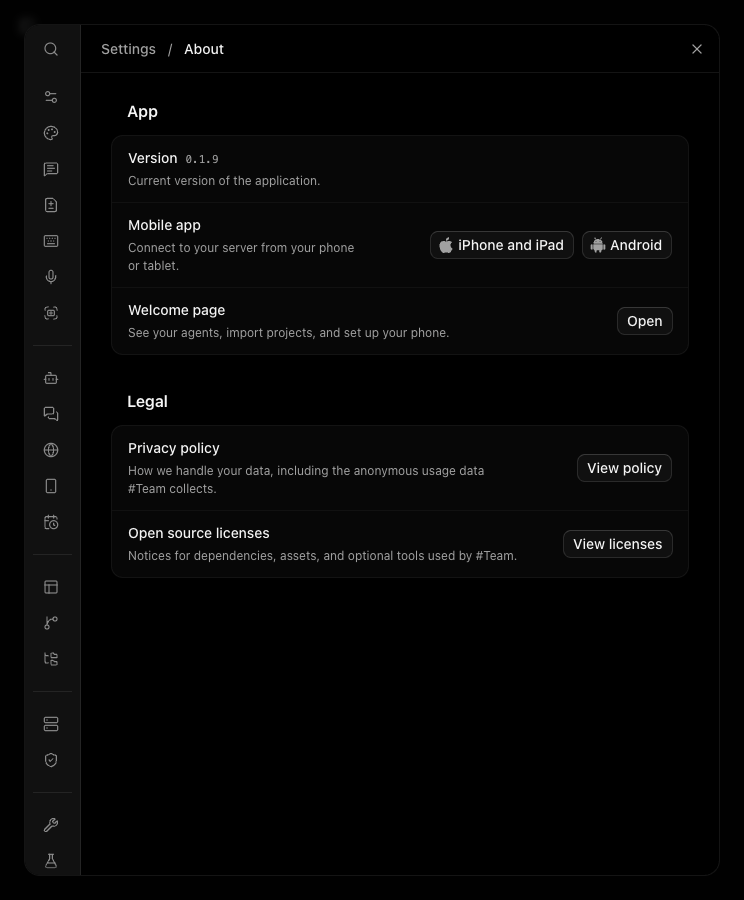 Settings / About
App
Version 0.1.9
Current version of the application.
Mobile app
Connect to your server from your phone
or tablet.
iPhone and iPad
Android
Welcome page
See your agents, import projects, and set up your phone.
Open
Legal
Privacy policy
How we handle your data, including the anonymous usage data
#Team collects.
View policy
Open source licenses
Notices for dependencies, assets, and optional tools used by #Team.
View licenses